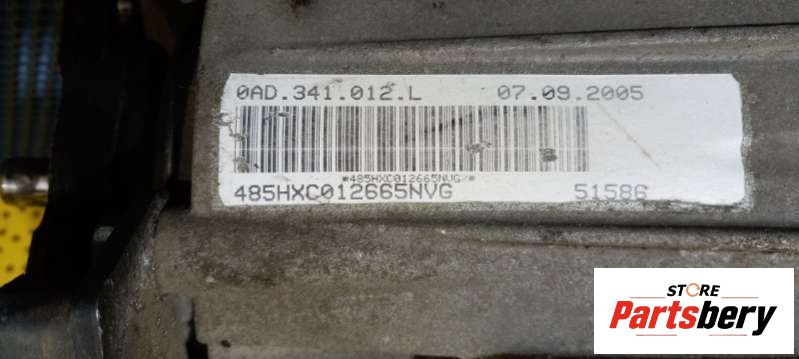 0AD.341.012.L 07.09.2005
*485HXC012665NVG/*
485HXC012665NVG 51586
STORE
Partsbery